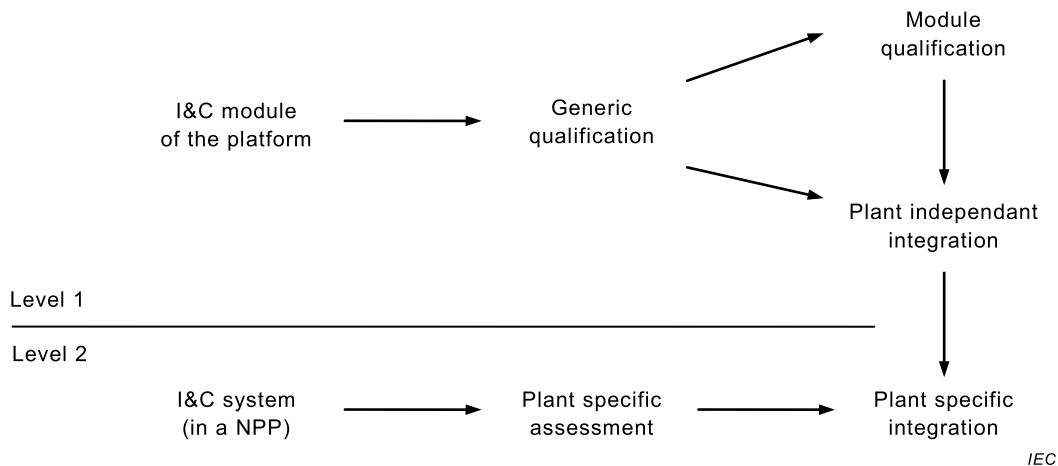 Module
qualification
I&C module
of the platform
Generic
qualification
Plant independant
integration
Level 1
Level 2
I&C system
(in a NPP)
Plant specific
assessment
Plant specific
integration
IEC